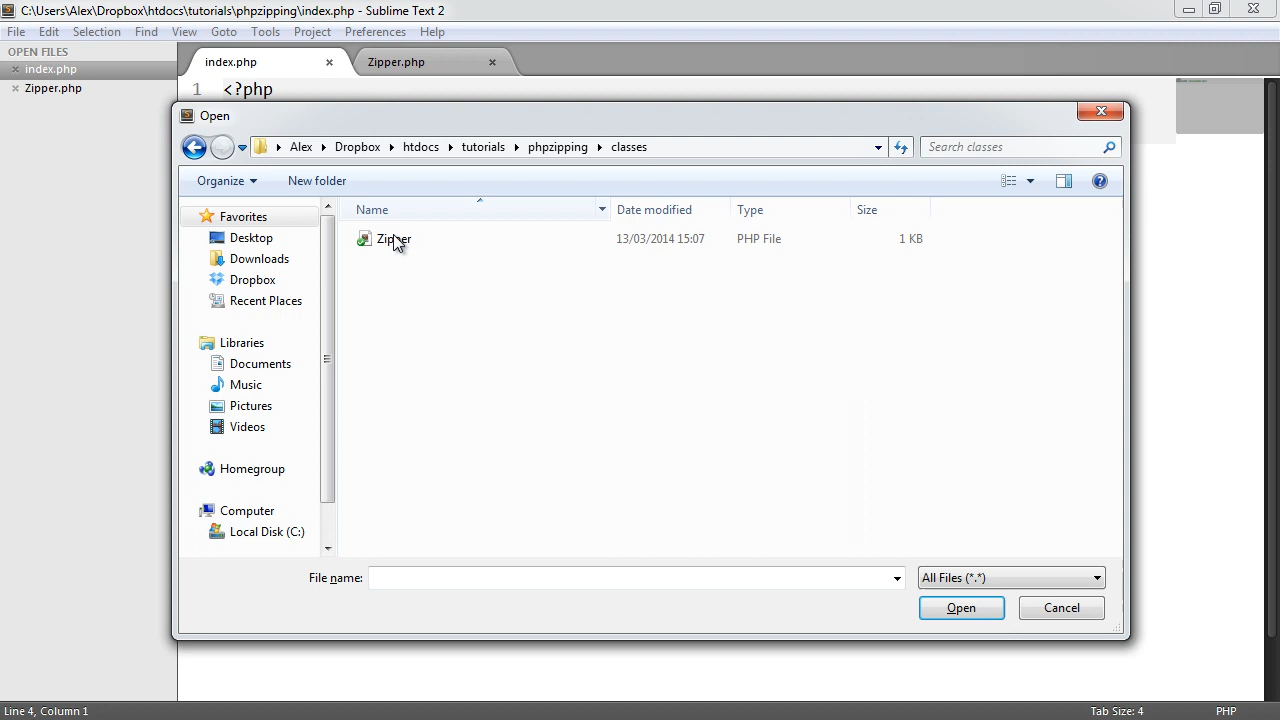 C:\Users\Alex\Dropbox\htdocs\tutorials\phpzipping\index.php - Sublime Text 2
File Edit Selection Find View Goto Tools Project Preferences Help
OPEN FILES
index.php
Zipper.php
index.php
Zipper.php
1 <?php
Open
Alex Dropbox htdocs tutorials phpzipping classes
Search classes
Organize
New folder
Name Date modified Type Size
Zipper 13/03/2014 15:07 PHP File 1 KB
Favorites
Desktop
Downloads
Dropbox
Recent Places
Libraries
Documents
Music
Pictures
Videos
Homegroup
Computer
Local Disk (C:)
File name:
All Files (*.*)
Open
Cancel
Line 4, Column 1
Tab Size: 4
PHP